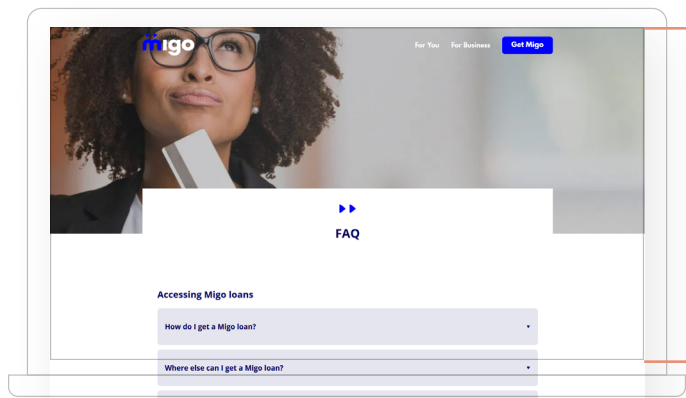 migo
For You For Business Get Migo
FAQ
Accessing Migo loans
How do I get a Migo loan?
Where else can I get a Migo loan?